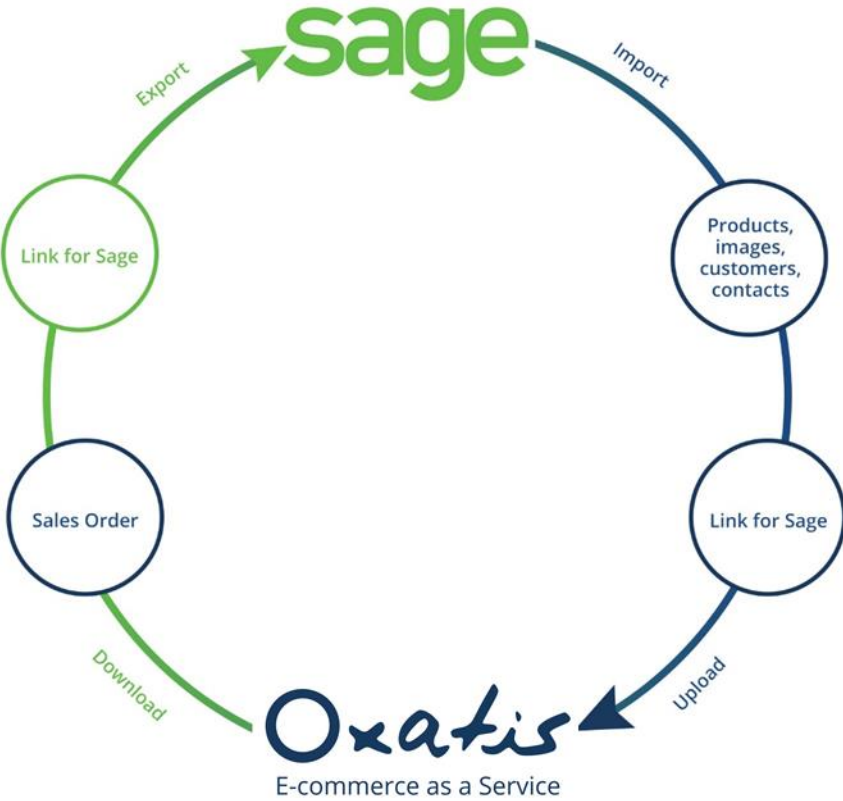 sage
Export
Import
Link for Sage
Products,
images,
customers,
contacts
Sales Order
Link for Sage
Download
Upload
Oxatis
E-commerce as a Service